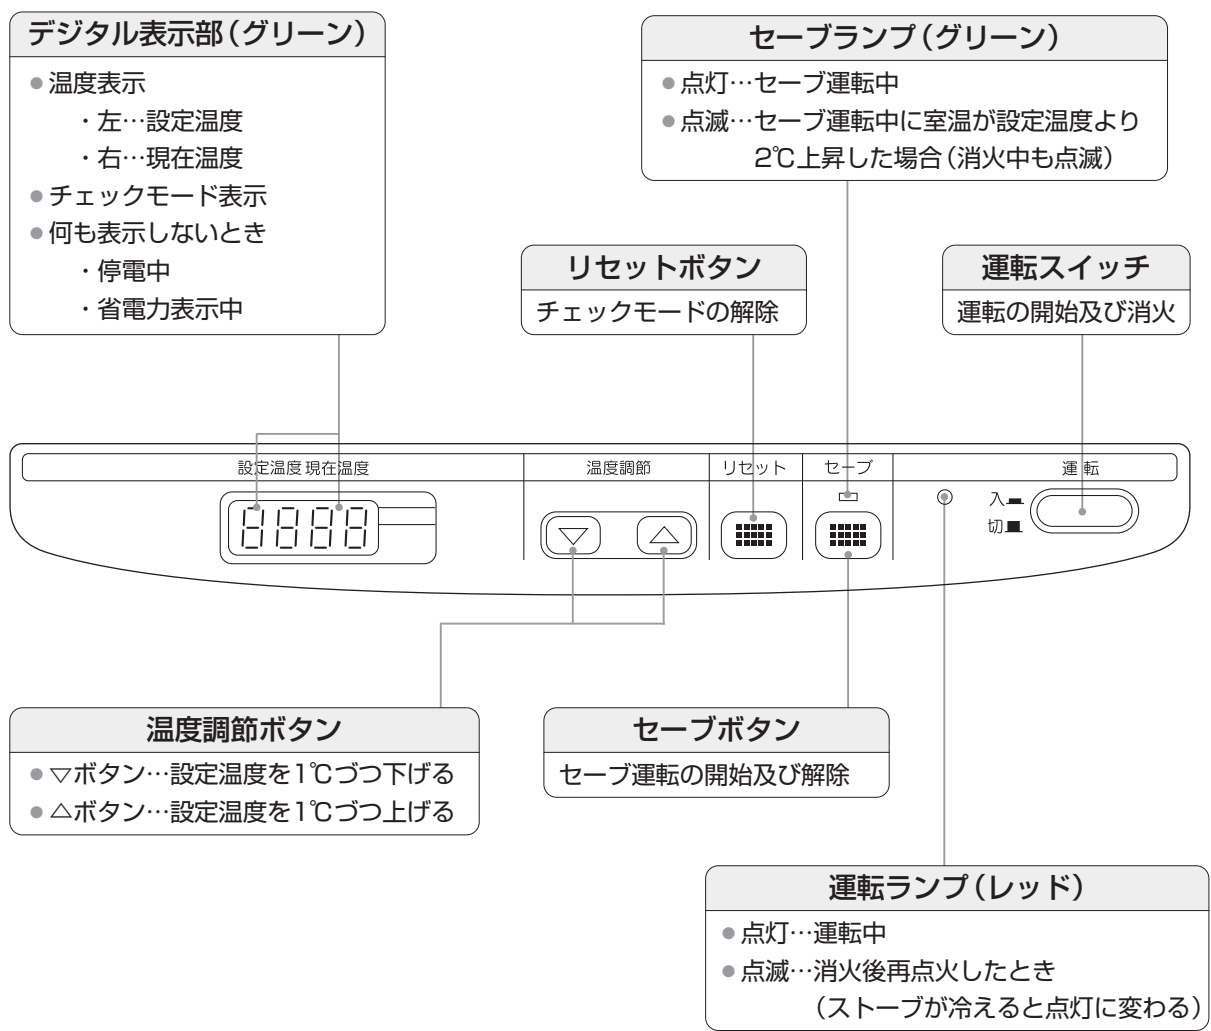 デジタル表示部(グリーン)
●温度表示
・左…設定温度
・右…現在温度
●チェックモード表示
●何も表示しないとき
・停電中
・省電力表示中
セーブランプ(グリーン)
●点灯…セーブ運転中
●点滅…セーブ運転中に室温が設定温度より
2℃上昇した場合(消火中も点滅)
リセットボタン
チェックモードの解除
運転スイッチ
運転の開始及び消火
設定温度 現在温度
温度調節
リセット
セーブ
運転
入
切
8888
▽
△
温度調節ボタン
●▽ボタン…設定温度を1℃づつ下げる
●△ボタン…設定温度を1℃づつ上げる
セーブボタン
セーブ運転の開始及び解除
運転ランプ(レッド)
●点灯…運転中
●点滅…消火後再点火したとき
(ストーブが冷えると点灯に変わる)